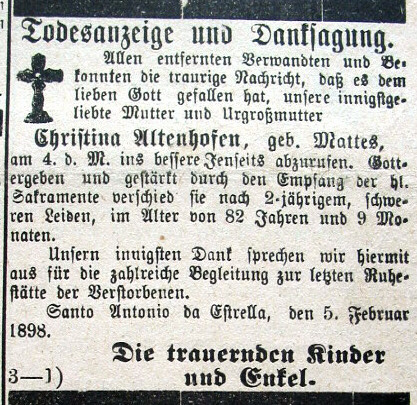 Todesanzeige und Danksagung.
Allen entfernten Verwandten und Be-
konnten die traurige Nachricht, daß es dem
lieben Gott gefallen hat, unsere innigstge-
liebte Mutter und Urgroßmutter
Christina Altenhofen, geb. Mattes,
am 4. d. M. ins bessere Jenseits abzurufen. Gott-
ergeben und gestärkt durch den Empfang der hl.
Sakramente verschied sie nach 2-jährigem, schwe-
ren Leiden, im Alter von 82 Jahren und 9 Mo-
naten.
Unsern innigsten Dank sprechen wir hiermit
aus für die zahlreiche Begleitung zur letzten Ruhe-
stätte der Verstorbenen.
Santo Antonio da Estrella, den 5. Februar
1898.
Die trauernden Kinder
3—1) und Enkel.